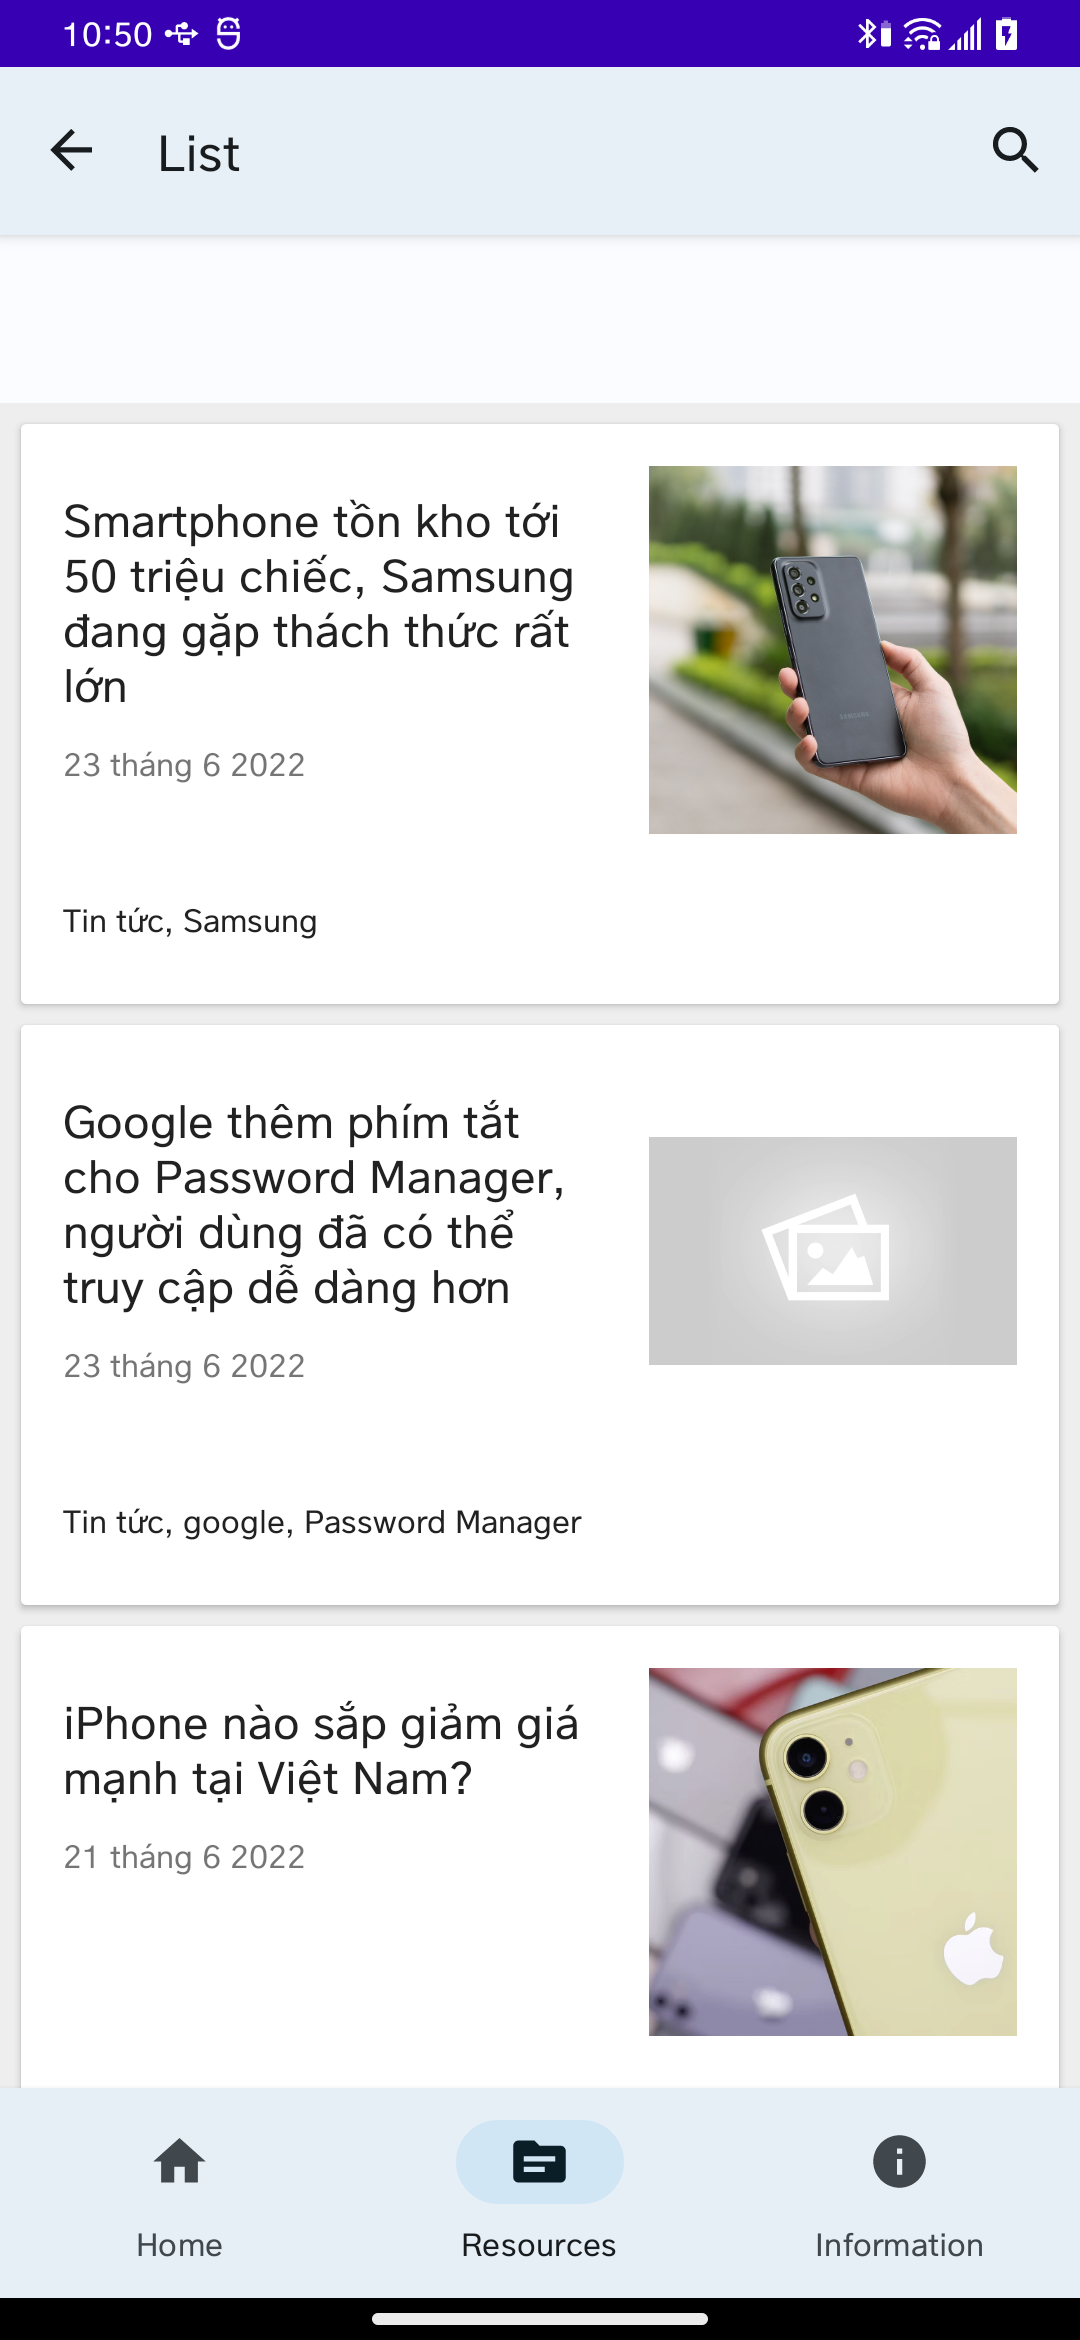 10:50
List
Smartphone tồn kho tới
50 triệu chiếc, Samsung
đang gặp thách thức rất
lớn
23 tháng 6 2022
SAMSUNG
Tin tức, Samsung
Google thêm phím tắt
cho Password Manager,
người dùng đã có thể
truy cập dễ dàng hơn
23 tháng 6 2022
Tin tức, google, Password Manager
iPhone nào sắp giảm giá
mạnh tại Việt Nam?
21 tháng 6 2022
Home
Resources
Information